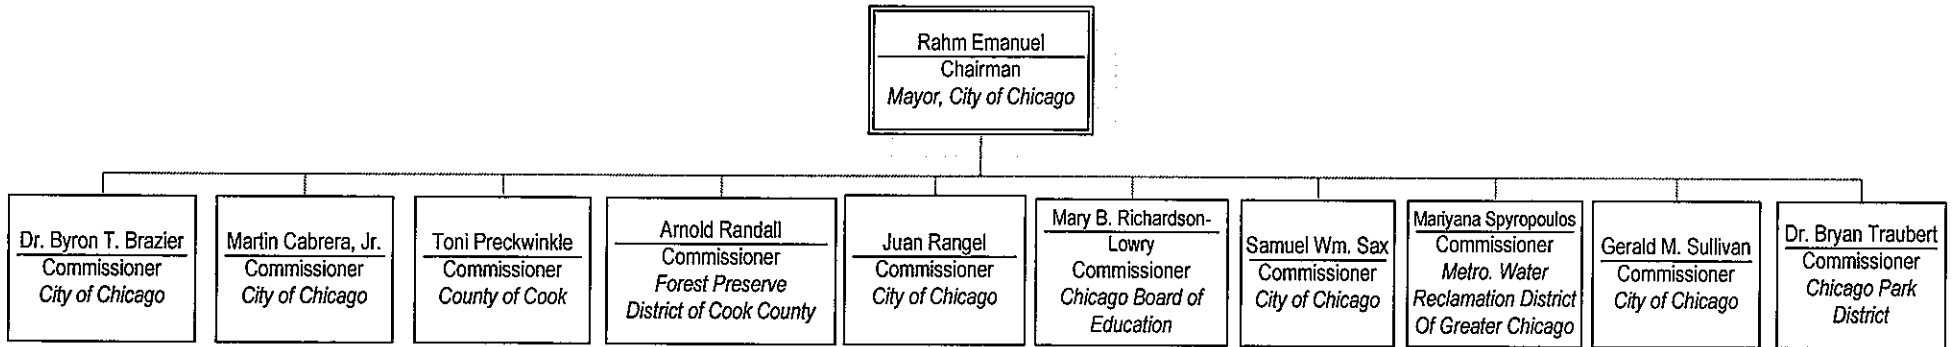 Rahm Emanuel
Chairman
Mayor, City of Chicago
Dr. Byron T. Brazier
Commissioner
City of Chicago
Martin Cabrera, Jr.
Commissioner
City of Chicago
Toni Preckwinkle
Commissioner
County of Cook
Arnold Randall
Commissioner
Forest Preserve
District of Cook County
Juan Rangel
Commissioner
City of Chicago
Mary B. Richardson-
Lowry
Commissioner
Chicago Board of
Education
Samuel Wm. Sax
Commissioner
City of Chicago
Mariyana Spyropoulos
Commissioner
Metro. Water
Reclamation District
Of Greater Chicago
Gerald M. Sullivan
Commissioner
City of Chicago
Dr. Bryan Traubert
Commissioner
Chicago Park
District